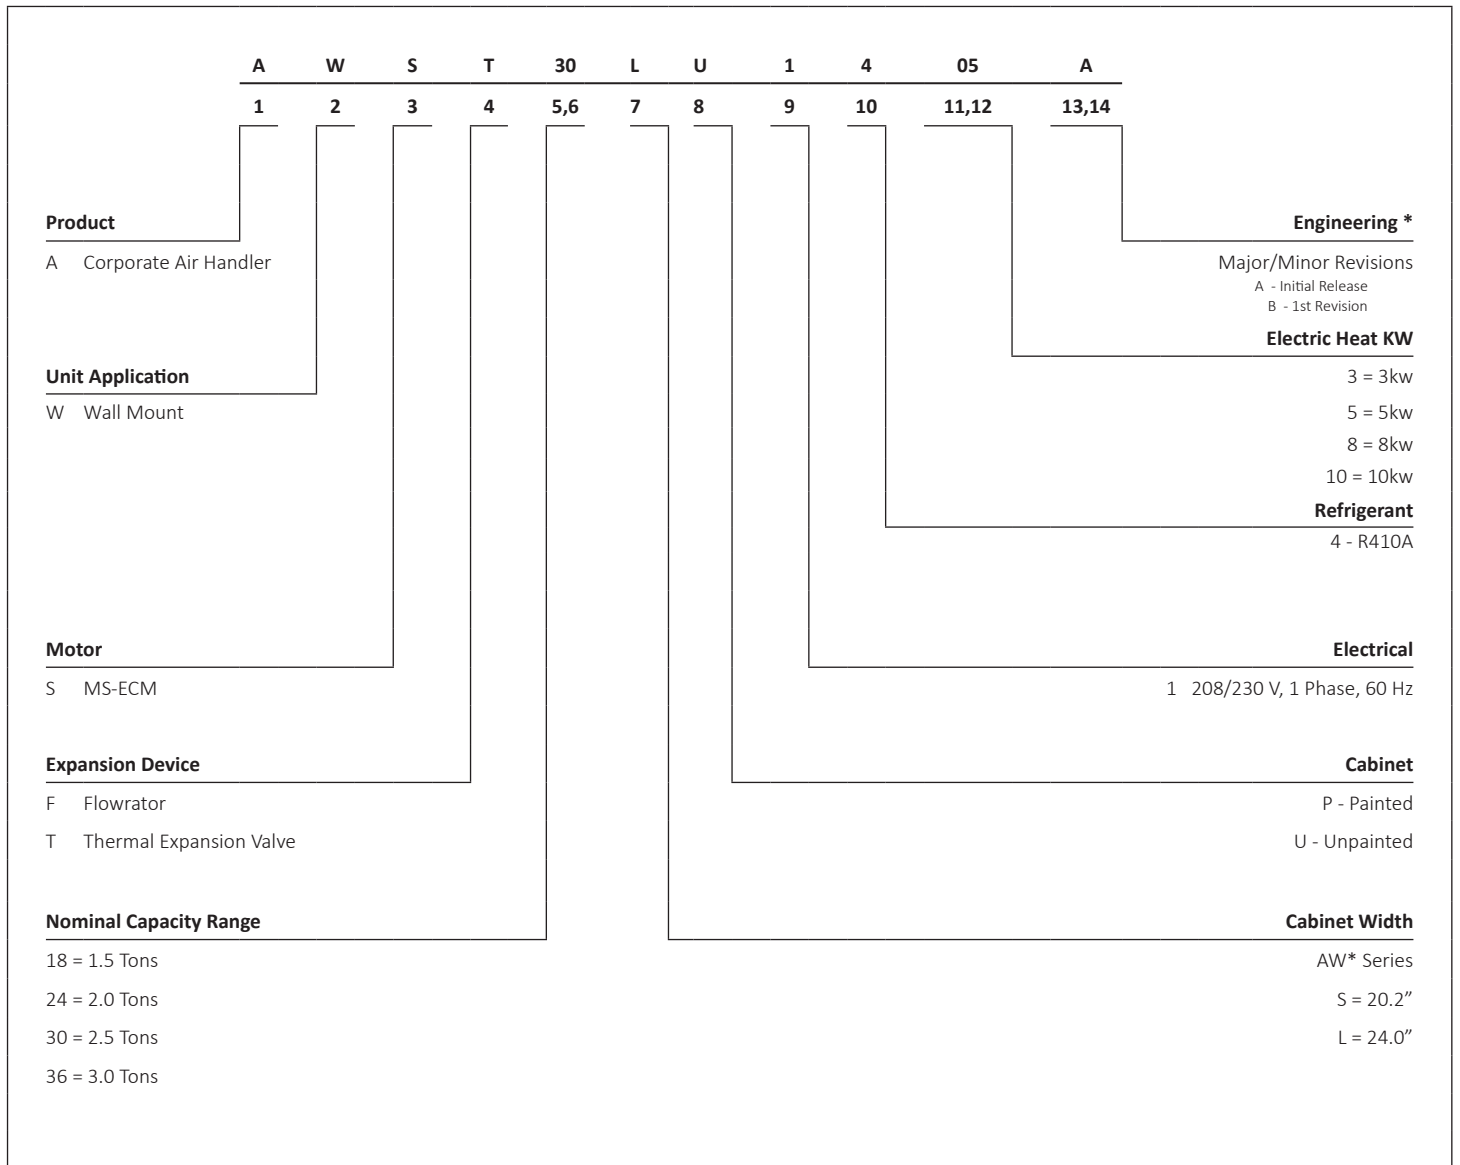 A W S T 30 L U 1 4 05 A
1 2 3 4 5,6 7 8 9 10 11,12 13,14
Product
A Corporate Air Handler
Unit Application
W Wall Mount
Motor
S MS-ECM
Expansion Device
F Flowrator
T Thermal Expansion Valve
Nominal Capacity Range
18 = 1.5 Tons
24 = 2.0 Tons
30 = 2.5 Tons
36 = 3.0 Tons
Engineering *
Major/Minor Revisions
A - Initial Release
B - 1st Revision
Electric Heat KW
3 = 3kw
5 = 5kw
8 = 8kw
10 = 10kw
Refrigerant
4 - R410A
Electrical
1 208/230 V, 1 Phase, 60 Hz
Cabinet
P - Painted
U - Unpainted
Cabinet Width
AW* Series
S = 20.2”
L = 24.0”